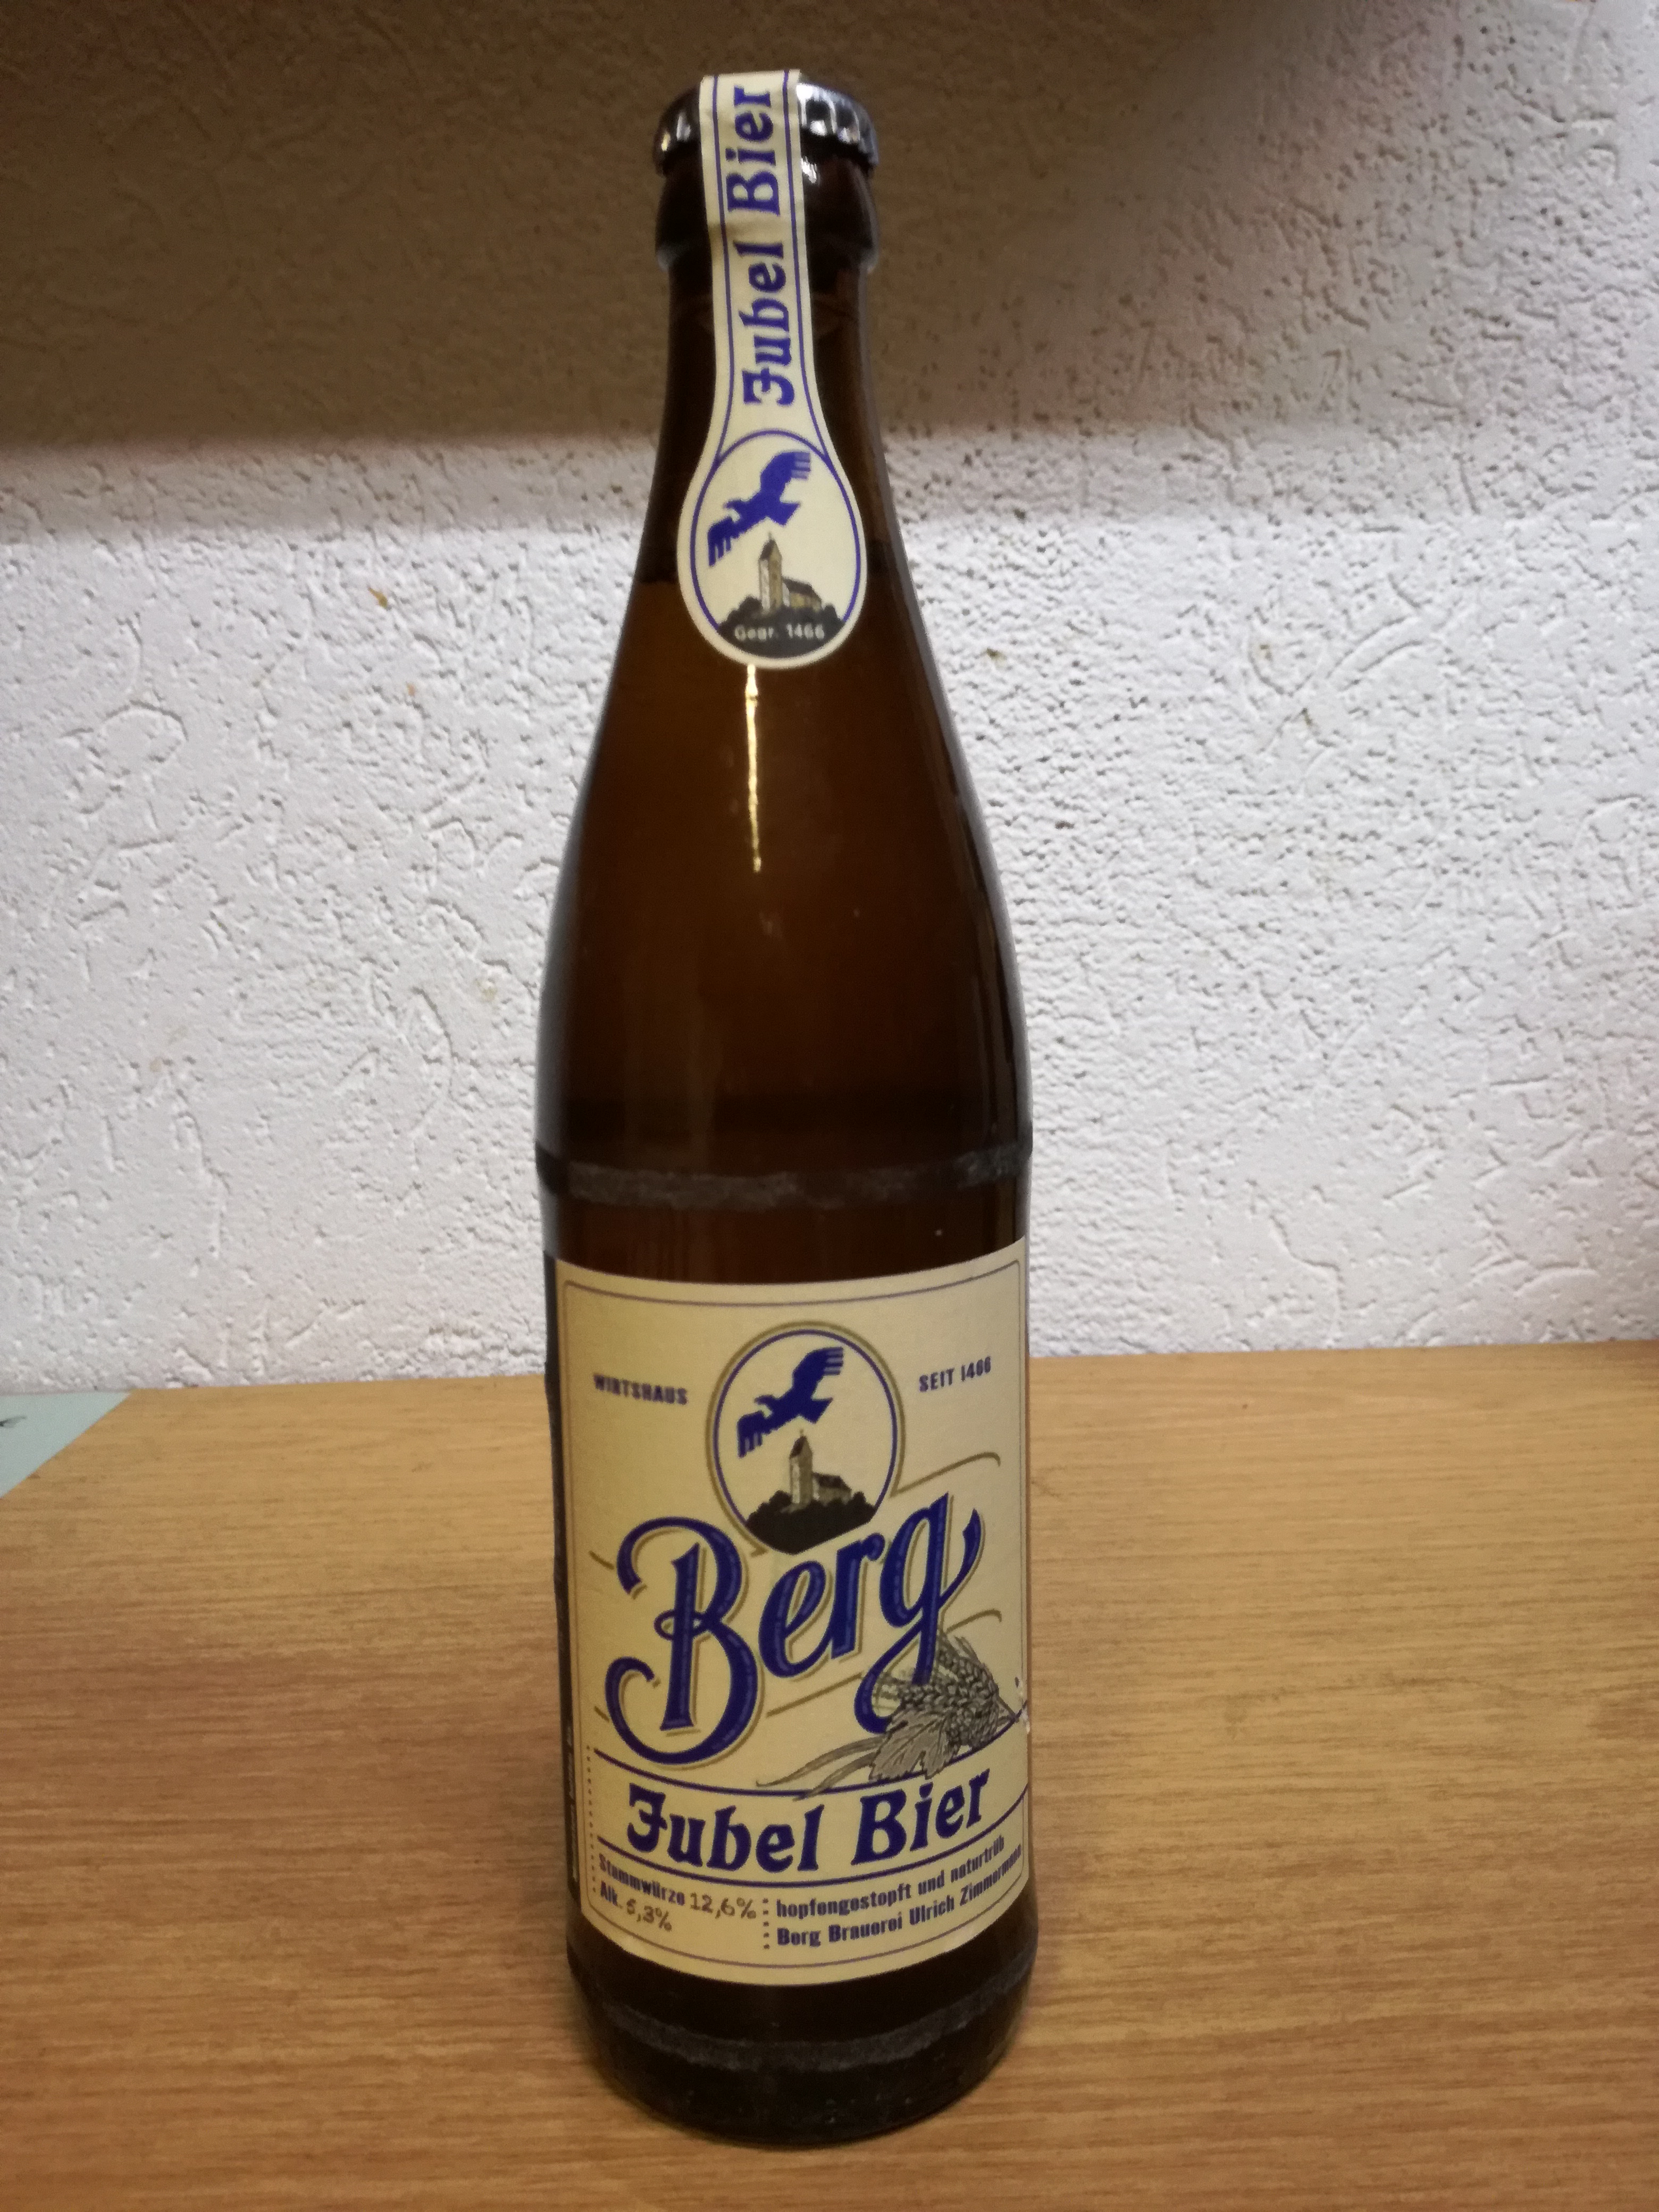 Jubel Bier
Gegr. 1466
WIRTSHAUS
SEIT 1466
Berg
Jubel Bier
Stammwürze 12,6%
Alk. 5,3%
hopfengestopft und naturtrüb
Berg Brauerei Ulrich Zimmermann